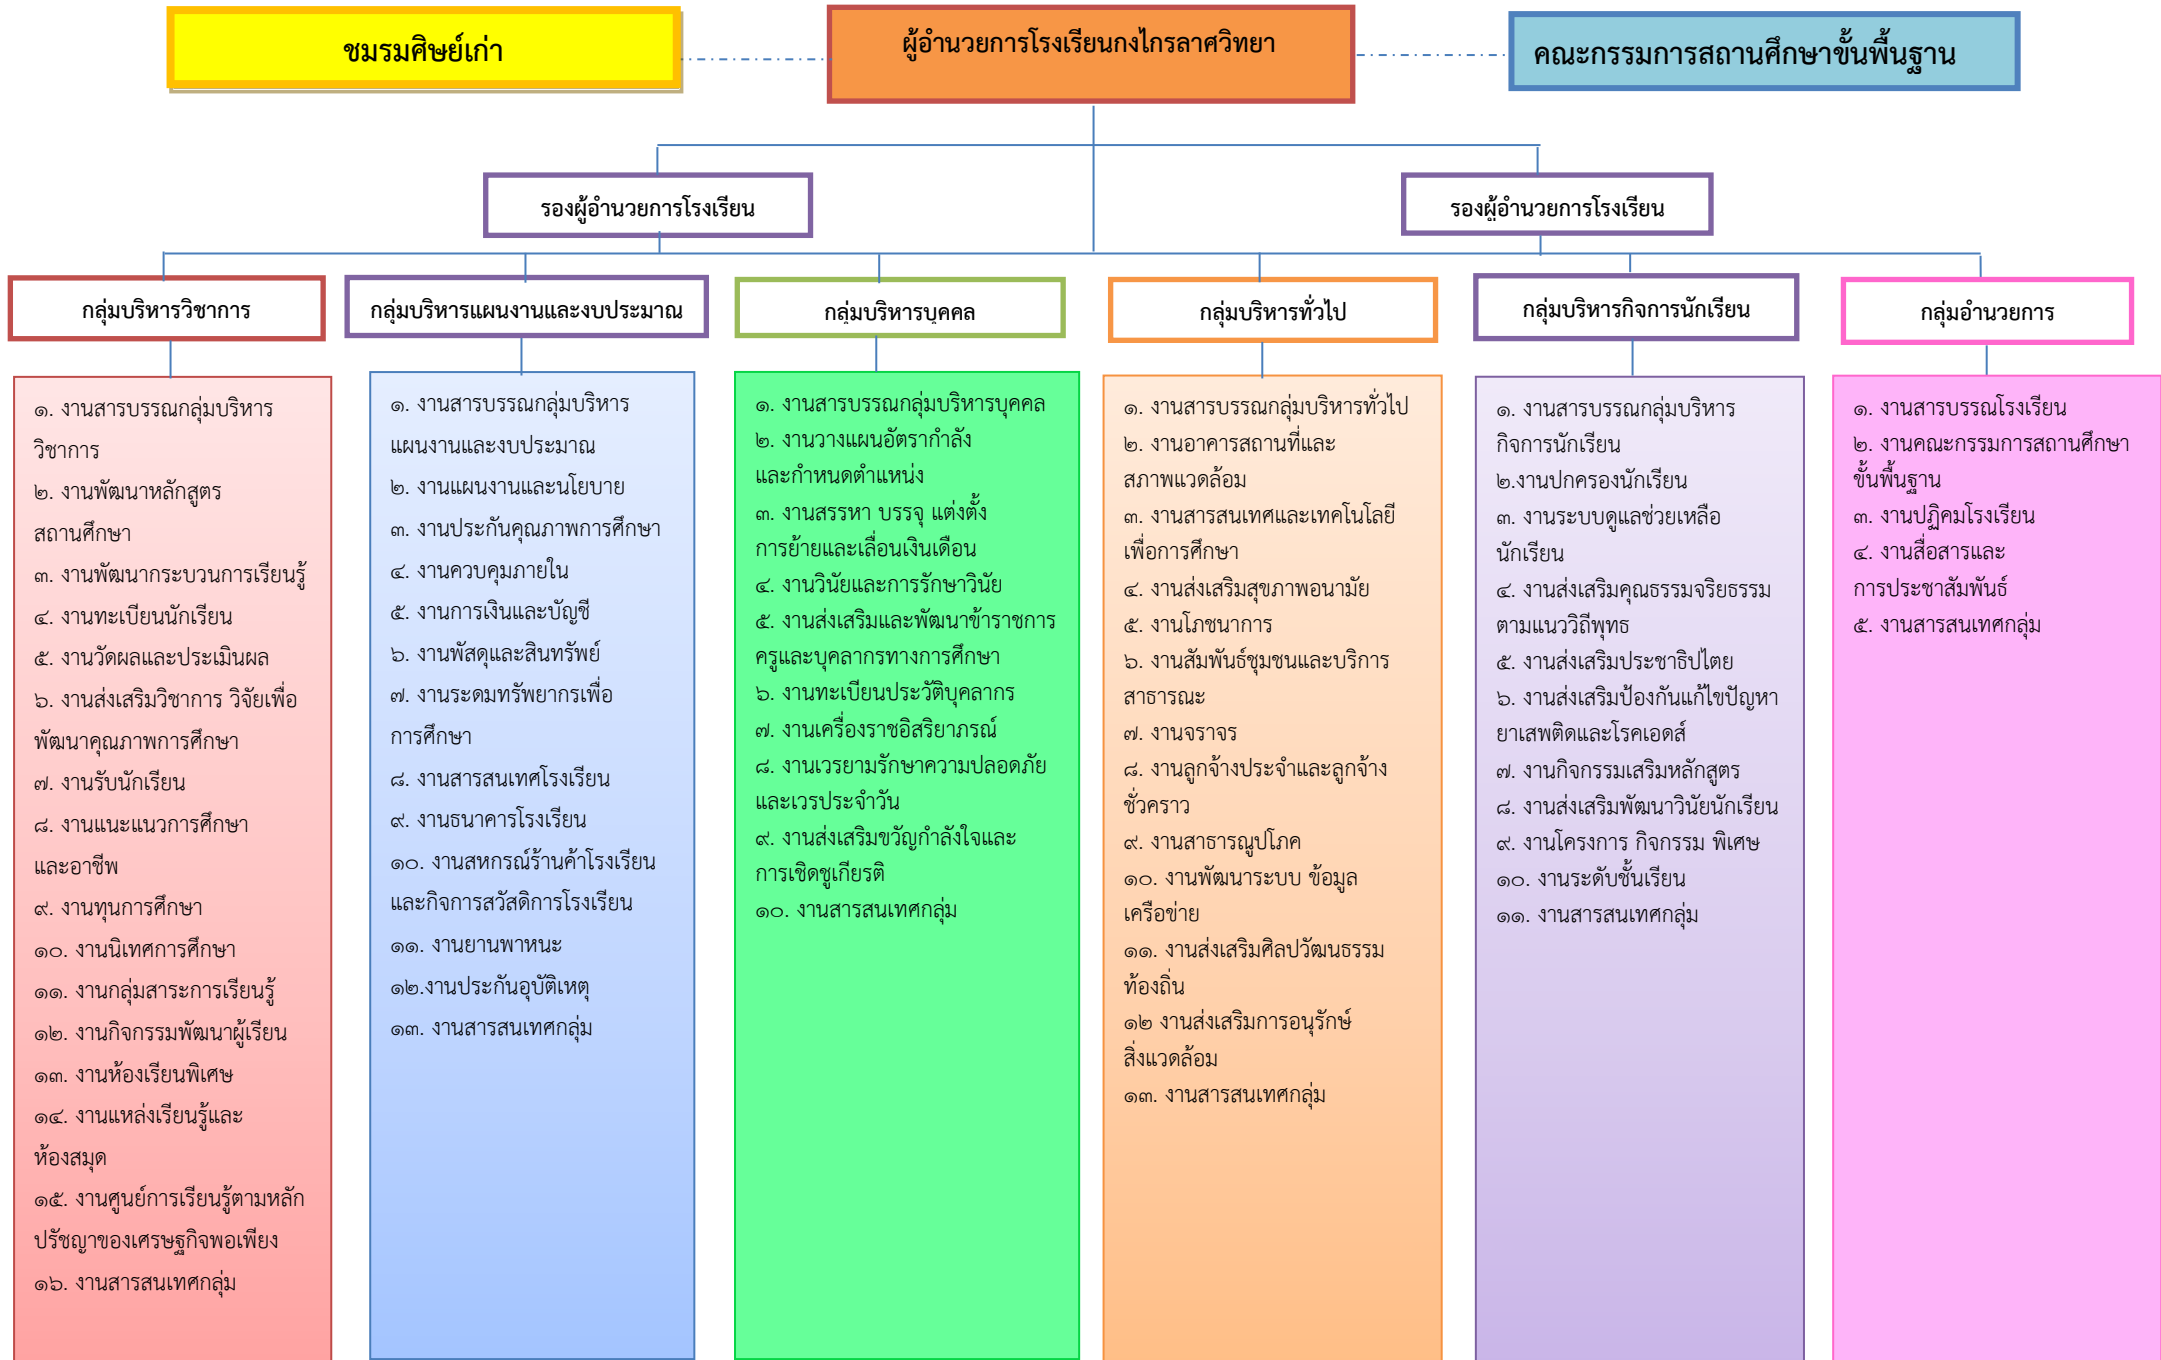 ชมรมศิษย์เก่า
ผู้อำนวยการโรงเรียนกงไกรลาศวิทยา
คณะกรรมการสถานศึกษาขั้นพื้นฐาน
รองผู้อำนวยการโรงเรียน
รองผู้อำนวยการโรงเรียน
กลุ่มบริหารวิชาการ
กลุ่มบริหารแผนงานและงบประมาณ
กลุ่มบริหารบุคคล
กลุ่มบริหารทั่วไป
กลุ่มบริหารกิจการนักเรียน
กลุ่มอำนวยการ
๑. งานสารบรรณกลุ่มบริหาร
วิชาการ
๒. งานพัฒนาหลักสูตร
สถานศึกษา
๓. งานพัฒนากระบวนการเรียนรู้
๔. งานทะเบียนนักเรียน
๕. งานวัดผลและประเมินผล
๖. งานส่งเสริมวิชาการ วิจัยเพื่อ
พัฒนาคุณภาพการศึกษา
๗. งานรับนักเรียน
๘. งานแนะแนวการศึกษา
และอาชีพ
๙. งานทุนการศึกษา
๑๐. งานนิเทศการศึกษา
๑๑. งานกลุ่มสาระการเรียนรู้
๑๒. งานกิจกรรมพัฒนาผู้เรียน
๑๓. งานห้องเรียนพิเศษ
๑๔. งานแหล่งเรียนรู้และ
ห้องสมุด
๑๕. งานศูนย์การเรียนรู้ตามหลัก
ปรัชญาของเศรษฐกิจพอเพียง
๑๖. งานสารสนเทศกลุ่ม
๑. งานสารบรรณกลุ่มบริหาร
แผนงานและงบประมาณ
๒. งานแผนงานและนโยบาย
๓. งานประกันคุณภาพการศึกษา
๔. งานควบคุมภายใน
๕. งานการเงินและบัญชี
๖. งานพัสดุและสินทรัพย์
๗. งานระดมทรัพยากรเพื่อ
การศึกษา
๘. งานสารสนเทศโรงเรียน
๙. งานธนาคารโรงเรียน
๑๐. งานสหกรณ์ร้านค้าโรงเรียน
และกิจการสวัสดิการโรงเรียน
๑๑. งานยานพาหนะ
๑๒.งานประกันอุบัติเหตุ
๑๓. งานสารสนเทศกลุ่ม
๑. งานสารบรรณกลุ่มบริหารบุคคล
๒. งานวางแผนอัตรากำลัง
และกำหนดตำแหน่ง
๓. งานสรรหา บรรจุ แต่งตั้ง
การย้ายและเลื่อนเงินเดือน
๔. งานวินัยและการรักษาวินัย
๕. งานส่งเสริมและพัฒนาข้าราชการ
ครูและบุคลากรทางการศึกษา
๖. งานทะเบียนประวัติบุคลากร
๗. งานเครื่องราชอิสริยาภรณ์
๘. งานเวรยามรักษาความปลอดภัย
และเวรประจำวัน
๙. งานส่งเสริมขวัญกำลังใจและ
การเชิดชูเกียรติ
๑๐. งานสารสนเทศกลุ่ม
๑. งานสารบรรณกลุ่มบริหารทั่วไป
๒. งานอาคารสถานที่และ
สภาพแวดล้อม
๓. งานสารสนเทศและเทคโนโลยี
เพื่อการศึกษา
๔. งานส่งเสริมสุขภาพอนามัย
๕. งานโภชนาการ
๖. งานสัมพันธ์ชุมชนและบริการ
สาธารณะ
๗. งานจราจร
๘. งานลูกจ้างประจำและลูกจ้าง
ชั่วคราว
๙. งานสาธารณูปโภค
๑๐. งานพัฒนาระบบ ข้อมูล
เครือข่าย
๑๑. งานส่งเสริมศิลปวัฒนธรรม
ท้องถิ่น
๑๒ งานส่งเสริมการอนุรักษ์
สิ่งแวดล้อม
๑๓. งานสารสนเทศกลุ่ม
๑. งานสารบรรณกลุ่มบริหาร
กิจการนักเรียน
๒.งานปกครองนักเรียน
๓. งานระบบดูแลช่วยเหลือ
นักเรียน
๔. งานส่งเสริมคุณธรรมจริยธรรม
ตามแนววิถีพุทธ
๕. งานส่งเสริมประชาธิปไตย
๖. งานส่งเสริมป้องกันแก้ไขปัญหา
ยาเสพติดและโรคเอดส์
๗. งานกิจกรรมเสริมหลักสูตร
๘. งานส่งเสริมพัฒนาวินัยนักเรียน
๙. งานโครงการ กิจกรรม พิเศษ
๑๐. งานระดับชั้นเรียน
๑๑. งานสารสนเทศกลุ่ม
๑. งานสารบรรณโรงเรียน
๒. งานคณะกรรมการสถานศึกษา
ขั้นพื้นฐาน
๓. งานปฏิคมโรงเรียน
๔. งานสื่อสารและ
การประชาสัมพันธ์
๕. งานสารสนเทศกลุ่ม